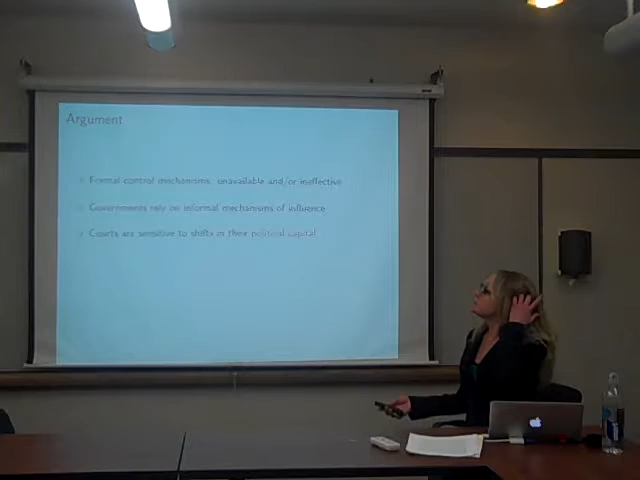 Argument
Formal control mechanisms: unavailable and/or ineffective
Governments rely on informal mechanisms of influence
Courts are sensitive to shifts in their political capital